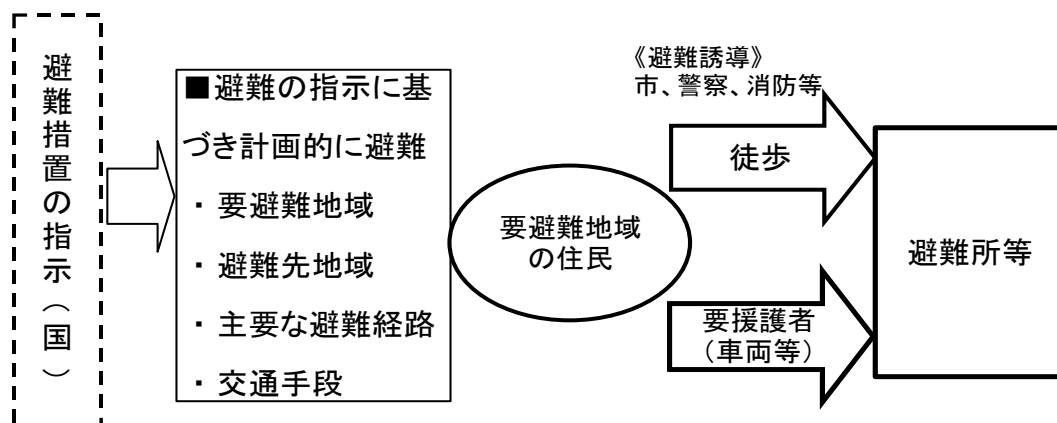 避難措置の指示（国）
■避難の指示に基
づき計画的に避難
・ 要避難地域
・ 避難先地域
・ 主要な避難経路
・ 交通手段
要避難地域
の住民
《避難誘導》
市、警察、消防等
徒歩
要援護者
（車両等）
避難所等